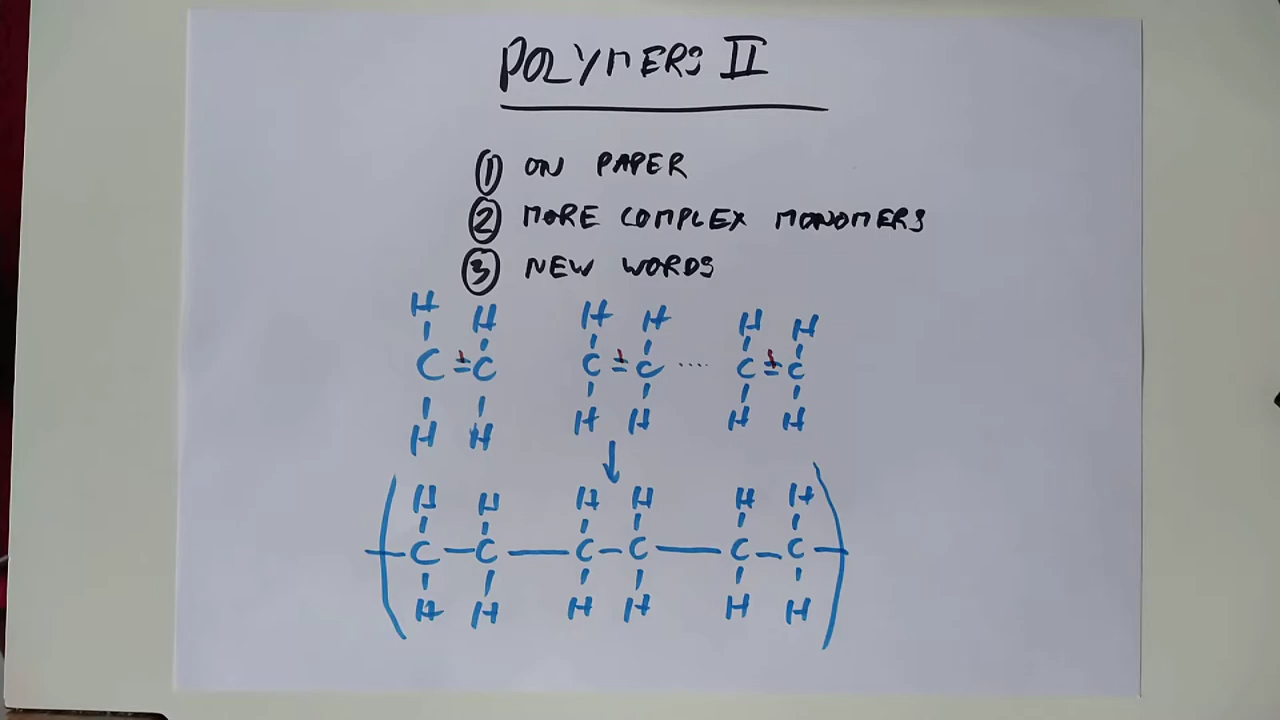 POLYMERS II
① ON PAPER
② MORE COMPLEX MONOMERS
③ NEW WORDS
H H H H H H
C = C C = C .... C = C
H H H H H H
↓
H H H H H H
( – C – C — C – C — C – C – )
H H H H H H